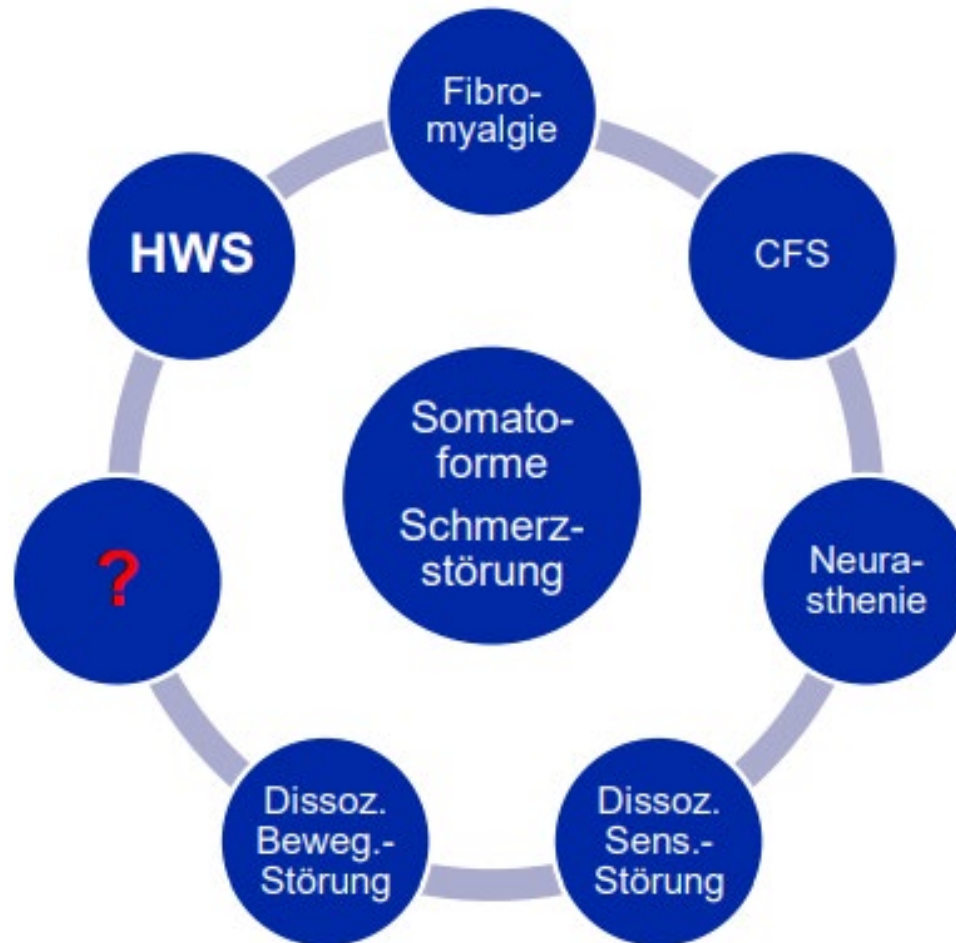 Fibro-
myalgie
HWS
CFS
Somato-
forme
Schmerz-
störung
?
Neura-
sthenie
Dissoz.
Beweg.-
Störung
Dissoz.
Sens.-
Störung